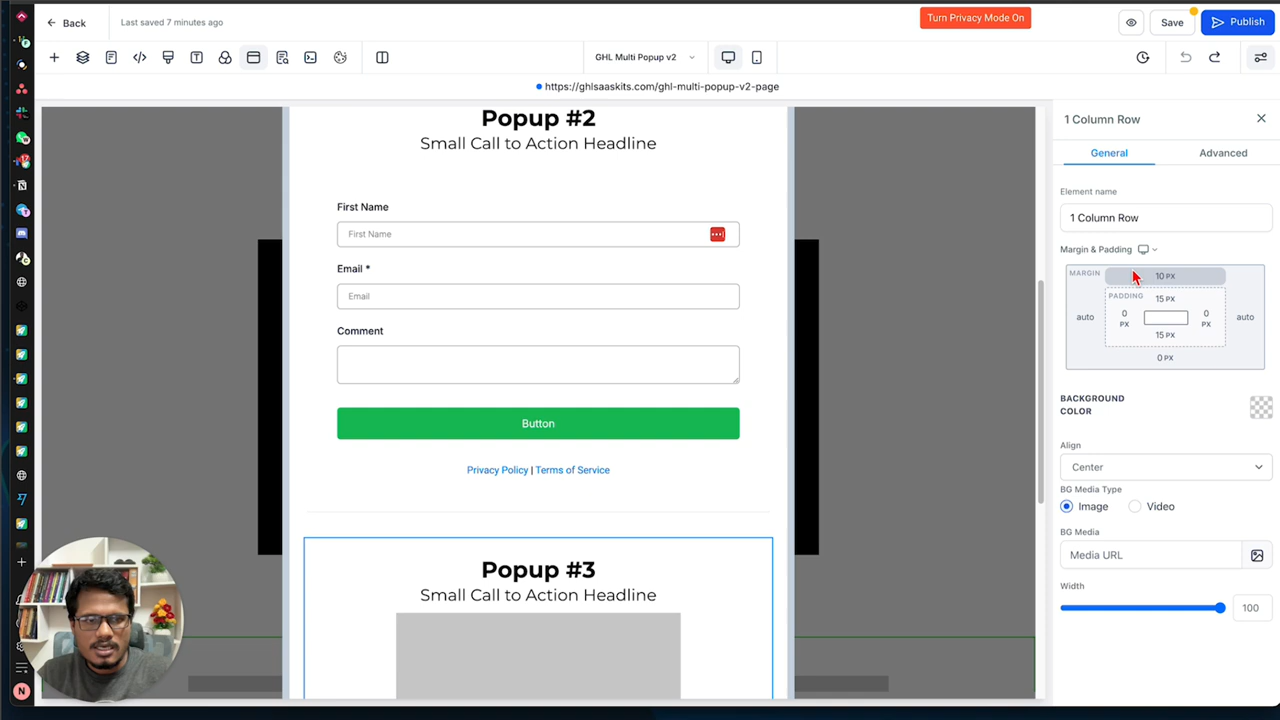 Back
Last saved 7 minutes ago
Turn Privacy Mode On
Save
Publish
GHL Multi Popup v2
https://ghlsaaskits.com/ghl-multi-popup-v2-page
Popup #2
Small Call to Action Headline
First Name
First Name
Email *
Email
Comment
Button
Privacy Policy | Terms of Service
Popup #3
Small Call to Action Headline
1 Column Row
General
Advanced
Element name
1 Column Row
Margin & Padding
MARGIN
10 PX
PADDING
15 PX
auto
0 PX
0 PX
auto
15 PX
0 PX
BACKGROUND COLOR
Align
Center
BG Media Type
Image
Video
BG Media
Media URL
Width
100
N